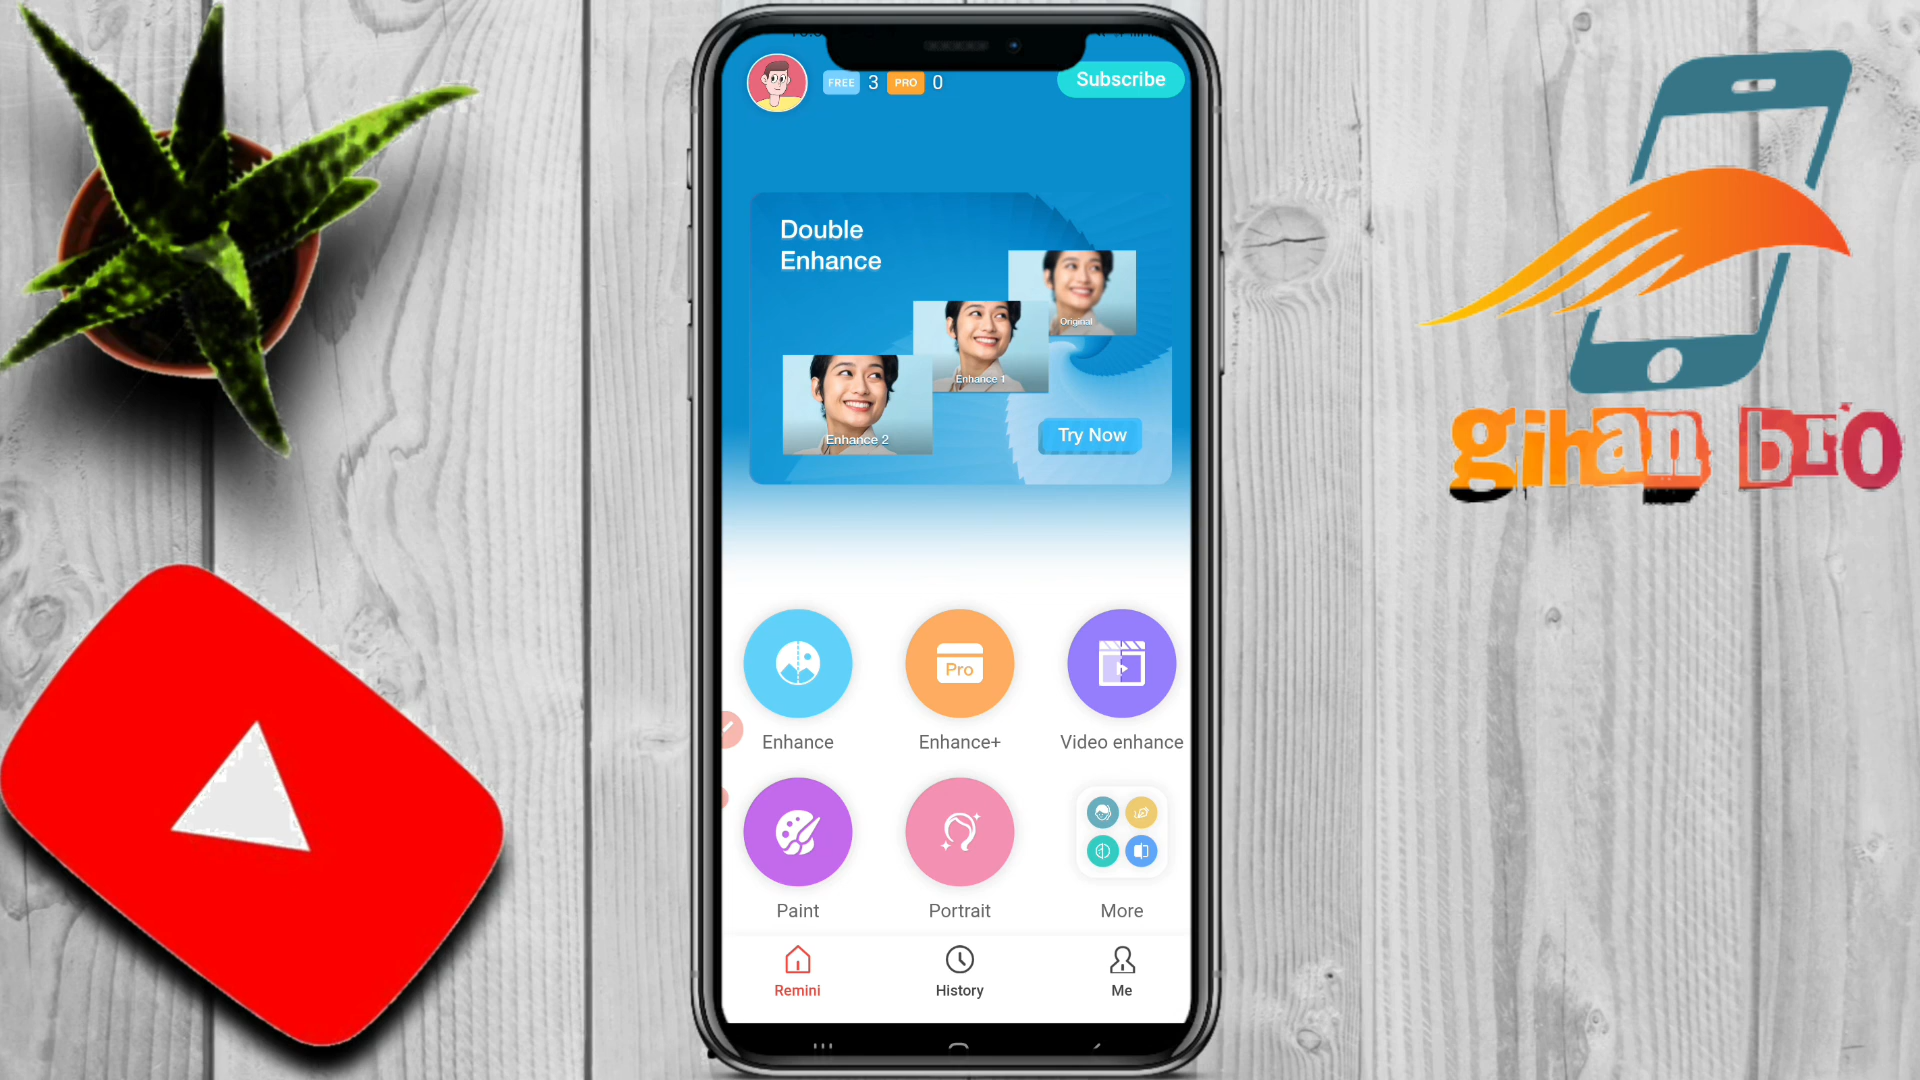 FREE 3 PRO 0
Subscribe
Double
Enhance
Original
Enhance 1
Enhance 2
Try Now
Pro
Enhance
Enhance+
Video enhance
Paint
Portrait
More
Remini
History
Me
gihan bro